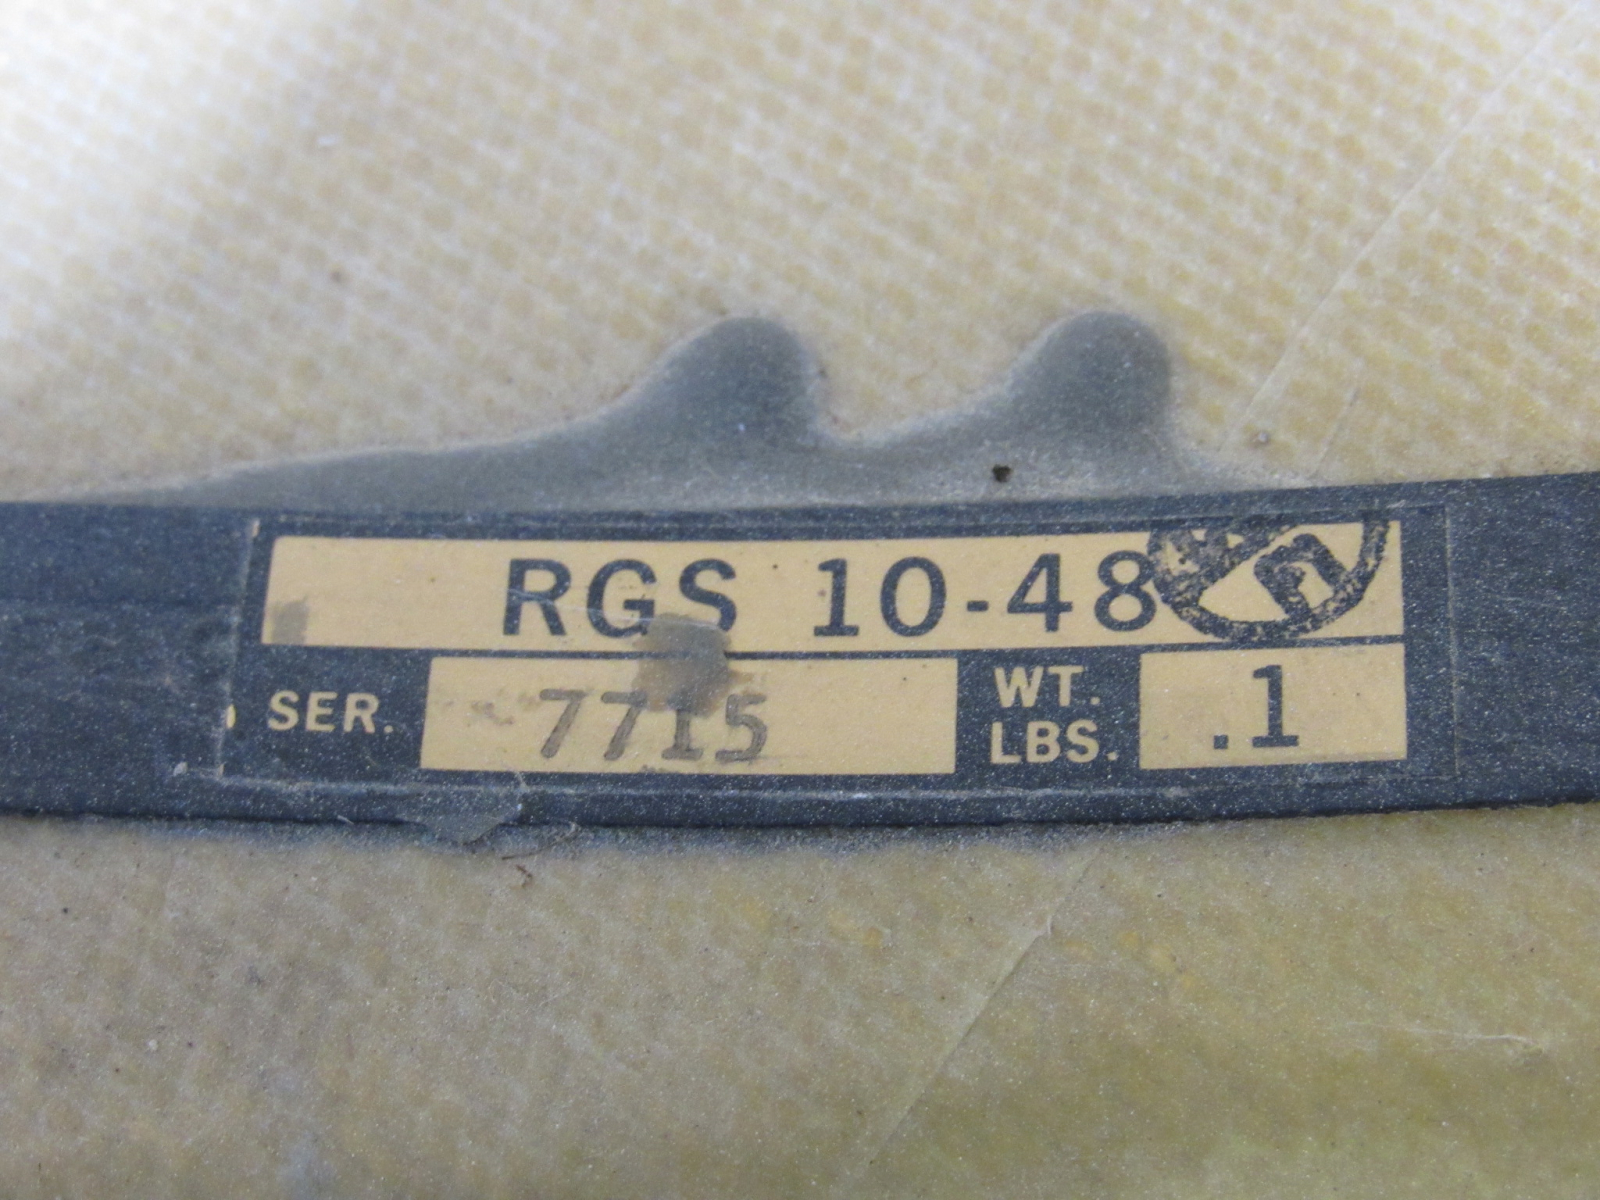 RGS 10-48
SER. 7715 WT. LBS. .1